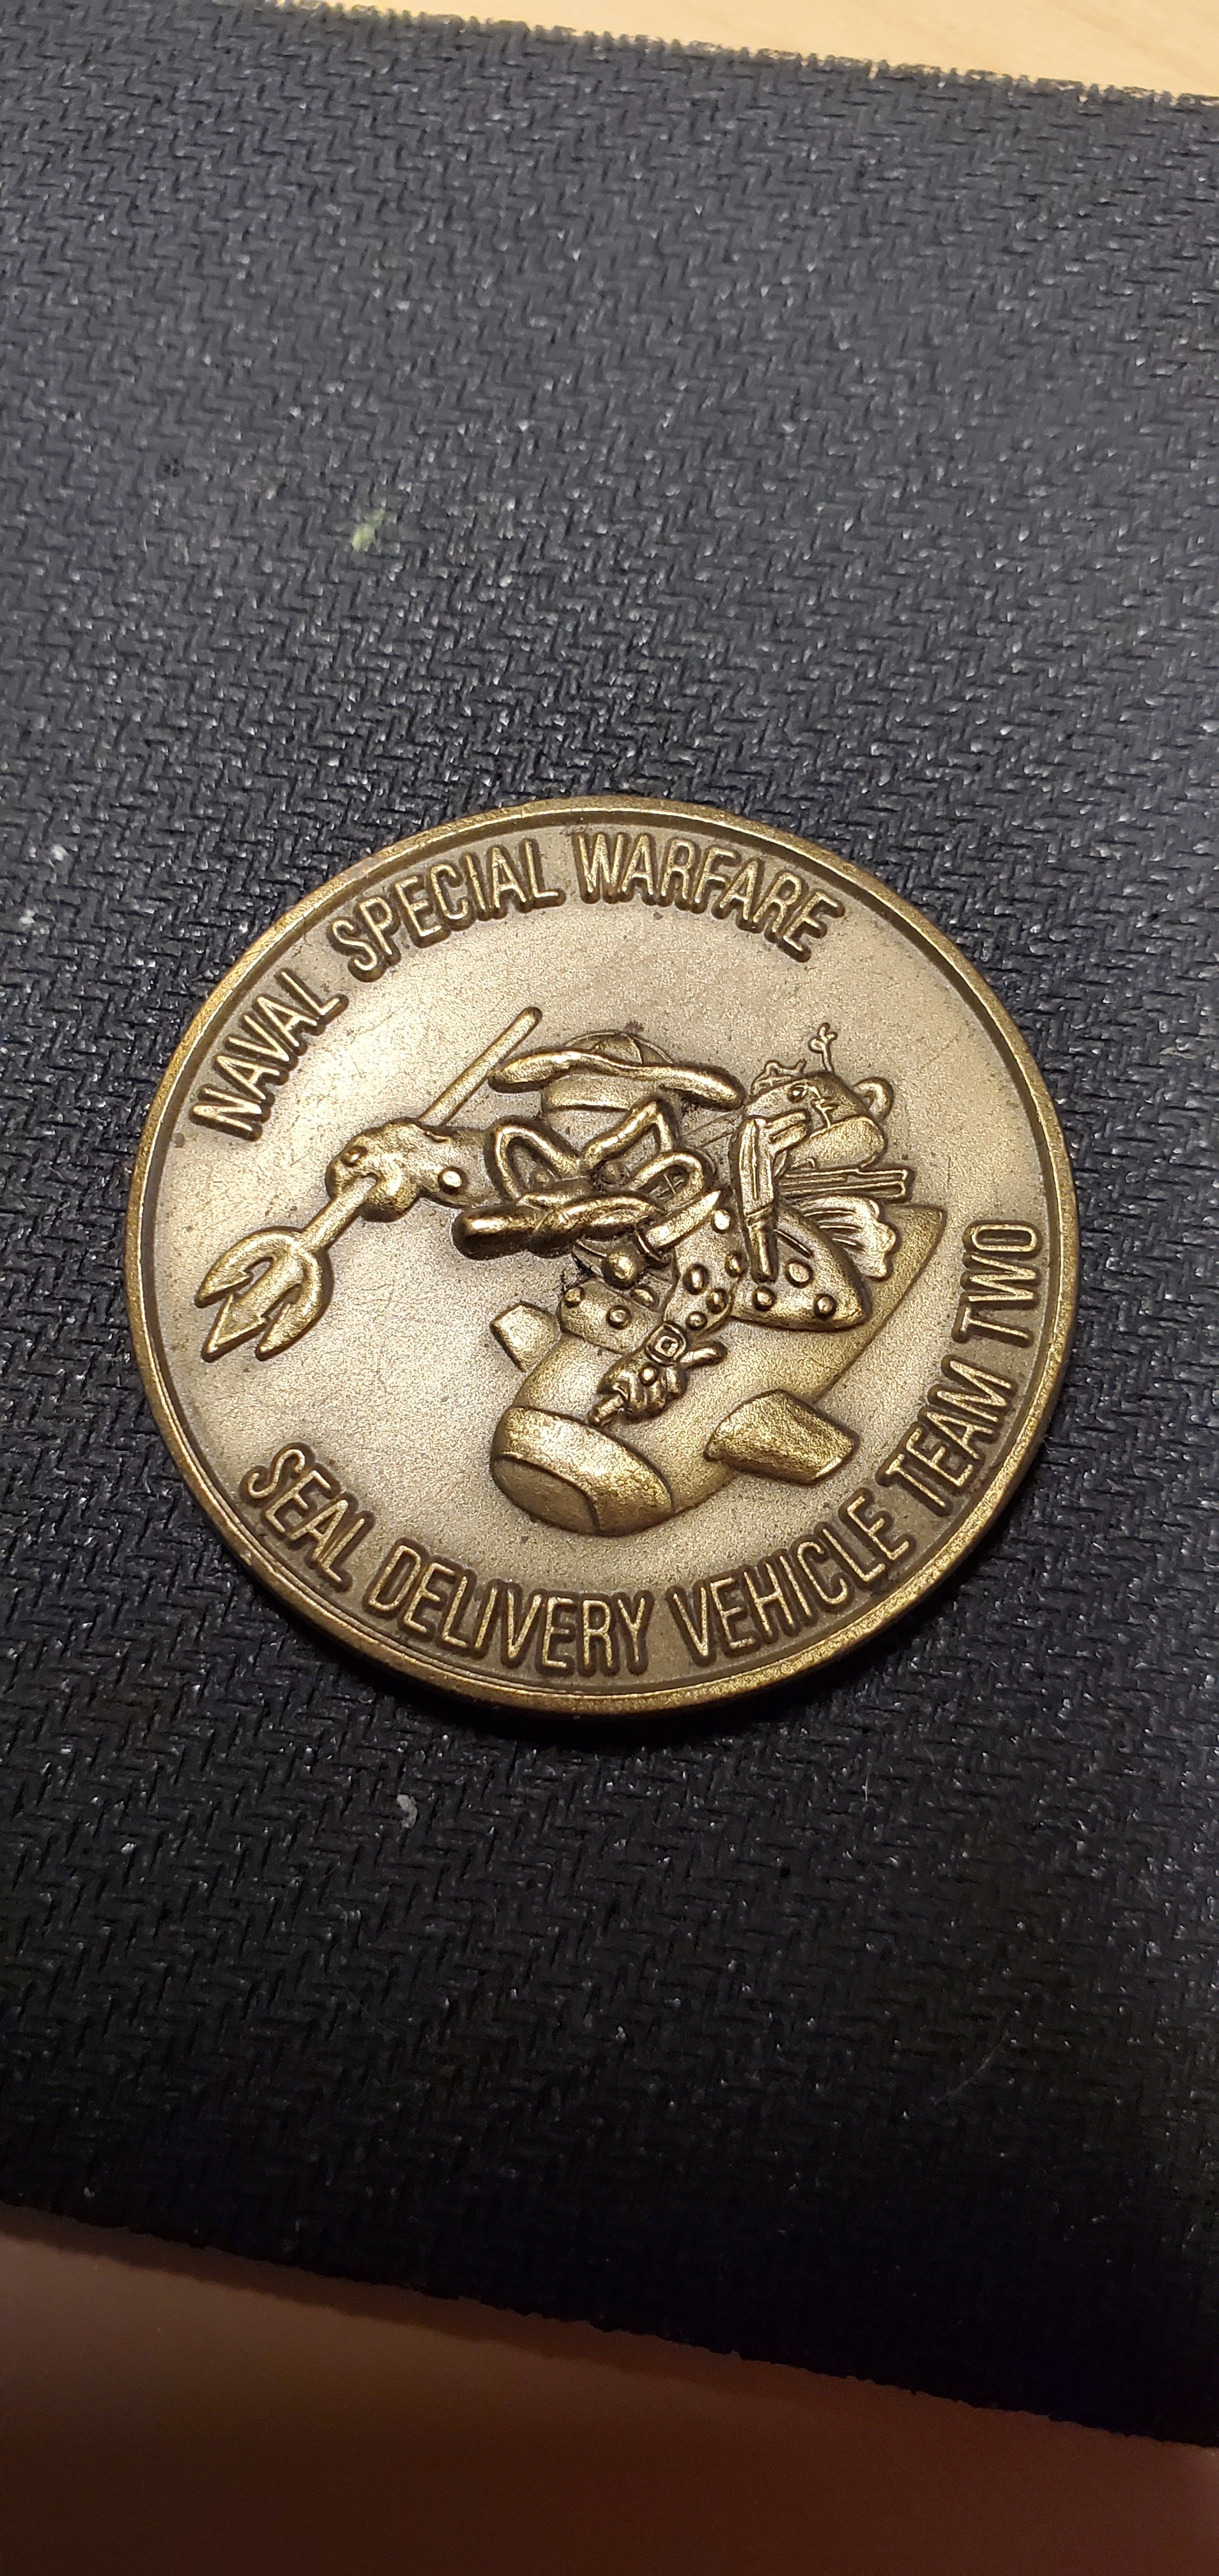 NAVAL SPECIAL WARFARE
SEAL DELIVERY VEHICLE TEAM TWO